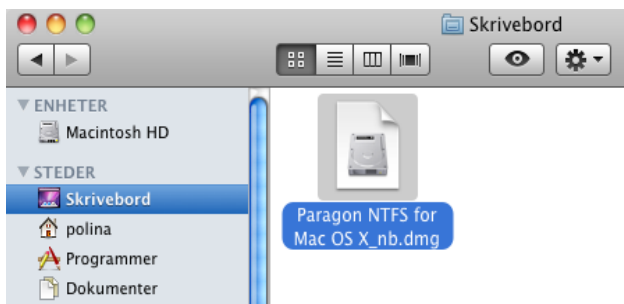 Skrivebord
ENHETER
Macintosh HD
STEDER
Skrivebord
polina
Programmer
Dokumenter
Paragon NTFS for
Mac OS X_nb.dmg